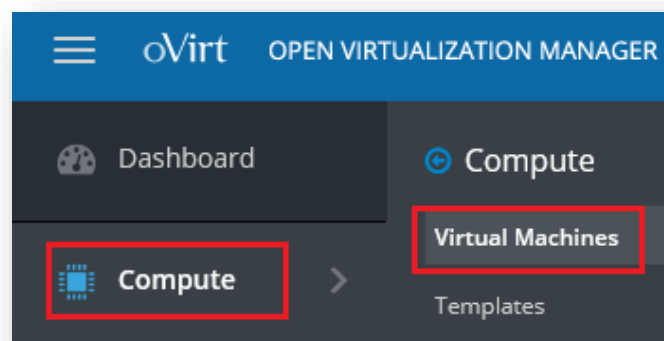 oVirt OPEN VIRTUALIZATION MANAGER
Dashboard
Compute
Compute
Virtual Machines
Templates